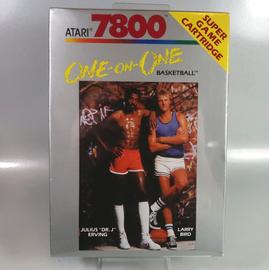 ATARI 7800
SUPER
GAME
CARTRIDGE
ONE-ON-ONE
BASKETBALL™
JULIUS "DR. J"
ERVING
LARRY
BIRD